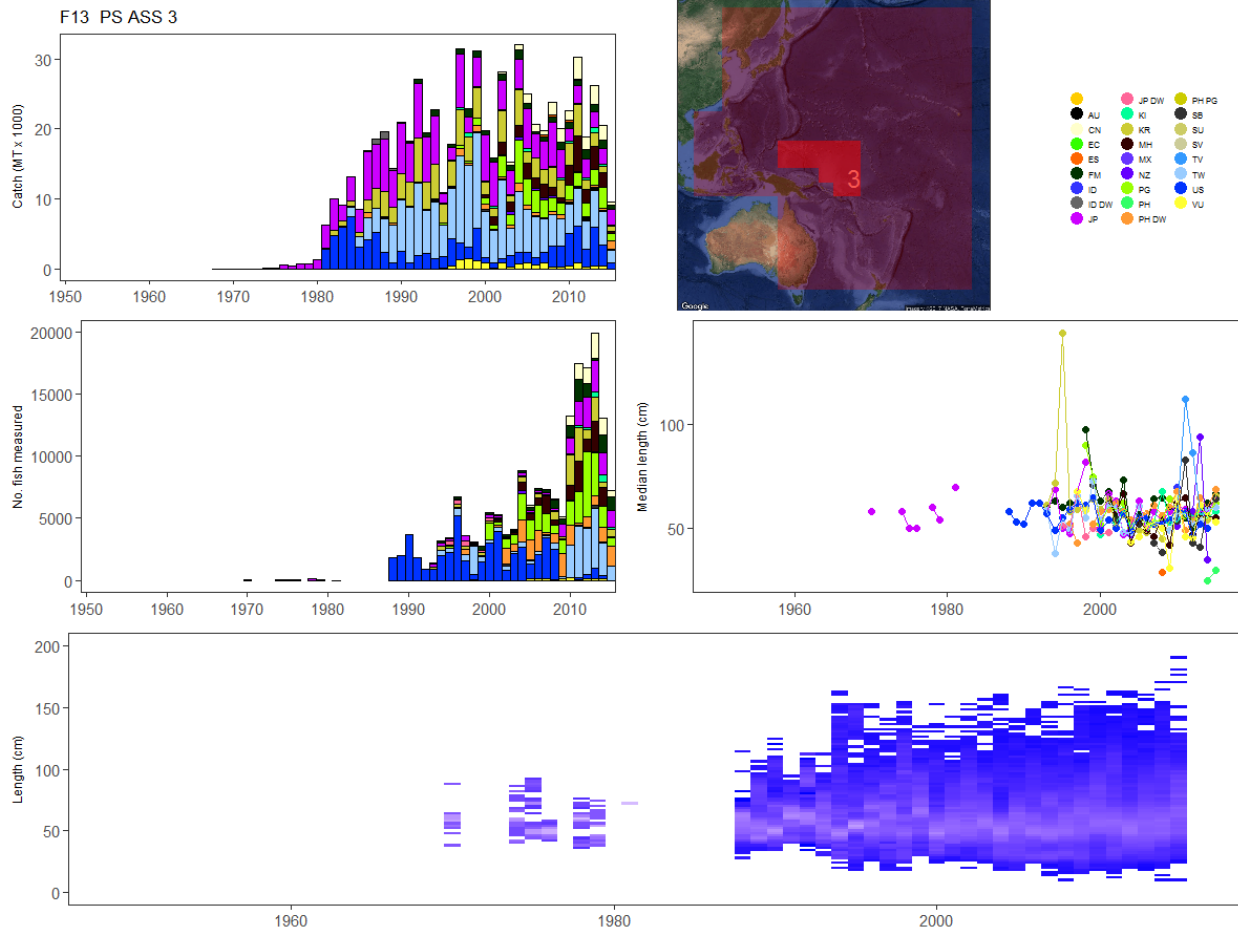 F13 PS ASS 3
Catch (MT x 1000)
30
20
10
0
1950 1960 1970 1980 1990 2000 2010
3
Google
JP DW PH PG
AU KI SB
CN KR SU
EC MH SV
ES MX TV
FM NZ TW
ID PG US
ID DW PH VU
JP PH DW
No. fish measured
20000
15000
10000
5000
0
1950 1960 1970 1980 1990 2000 2010
Median length (cm)
100
50
1960 1980 2000
Length (cm)
200
150
100
50
0
1960 1980 2000